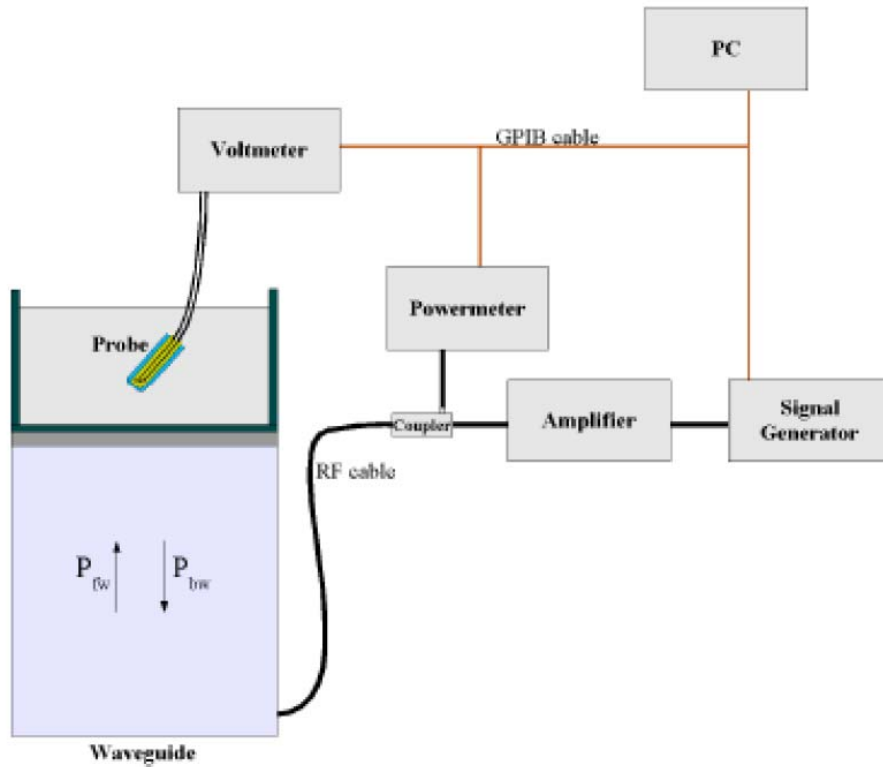 PC
Voltmeter
GPIB cable
Powermeter
Probe
Coupler
Amplifier
Signal
Generator
RF cable
P fw
P bw
Waveguide